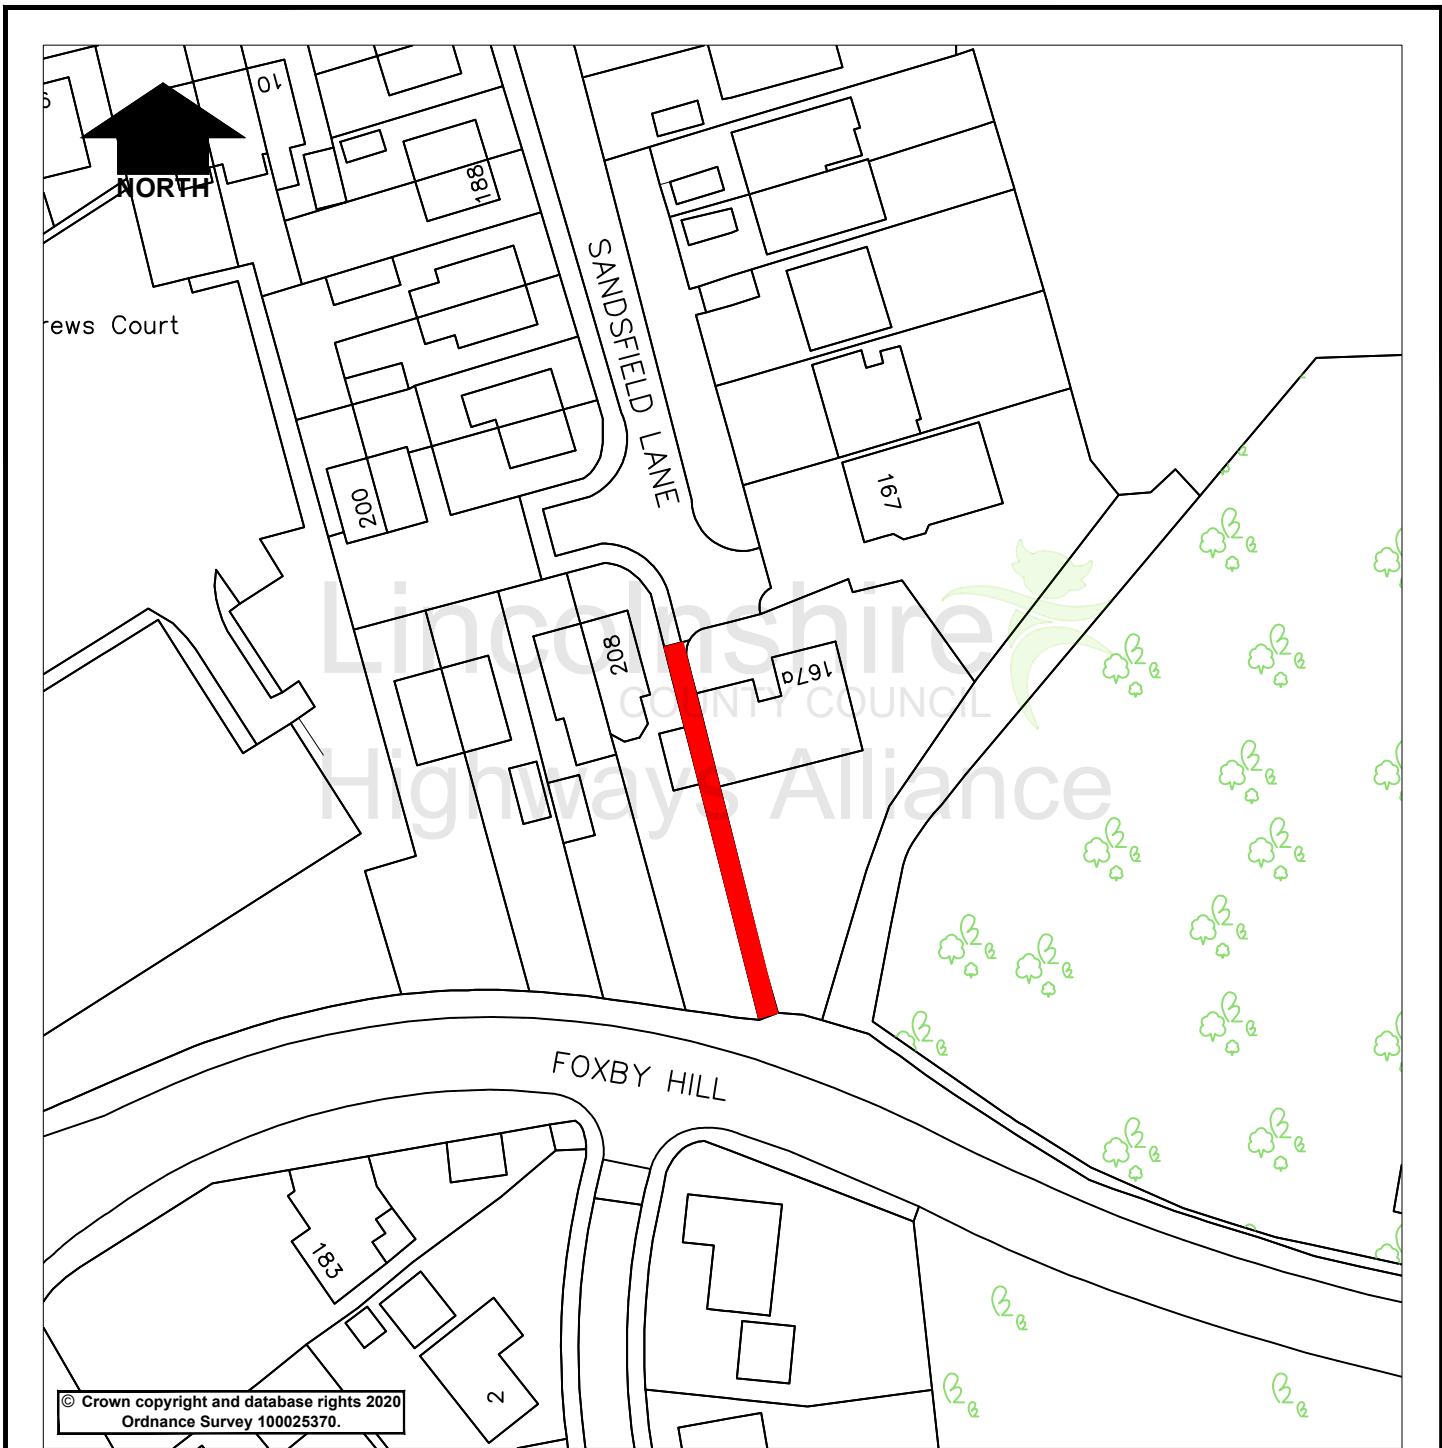 10
NORTH
188
rews Court
SANDSFIELD LANE
200
167
208
167a
Lincolnshire
COUNTY COUNCIL
Highways Alliance
FOXBY HILL
183
2
© Crown copyright and database rights 2020
Ordnance Survey 100025370.